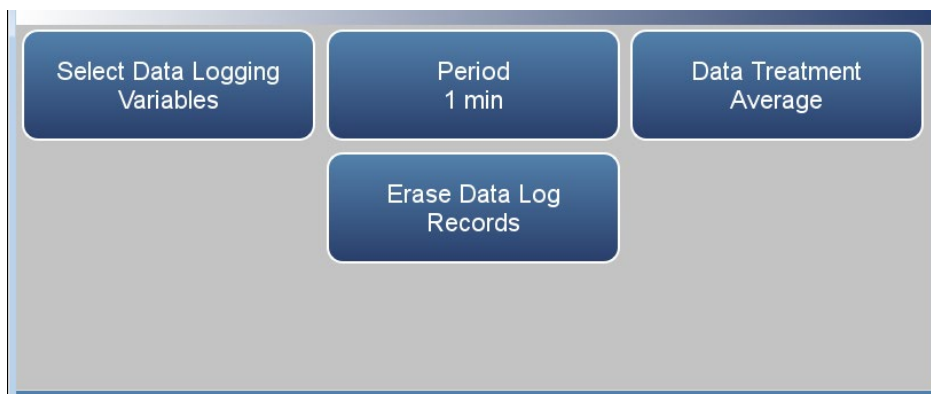 Select Data Logging
Variables
Period
1 min
Data Treatment
Average
Erase Data Log
Records